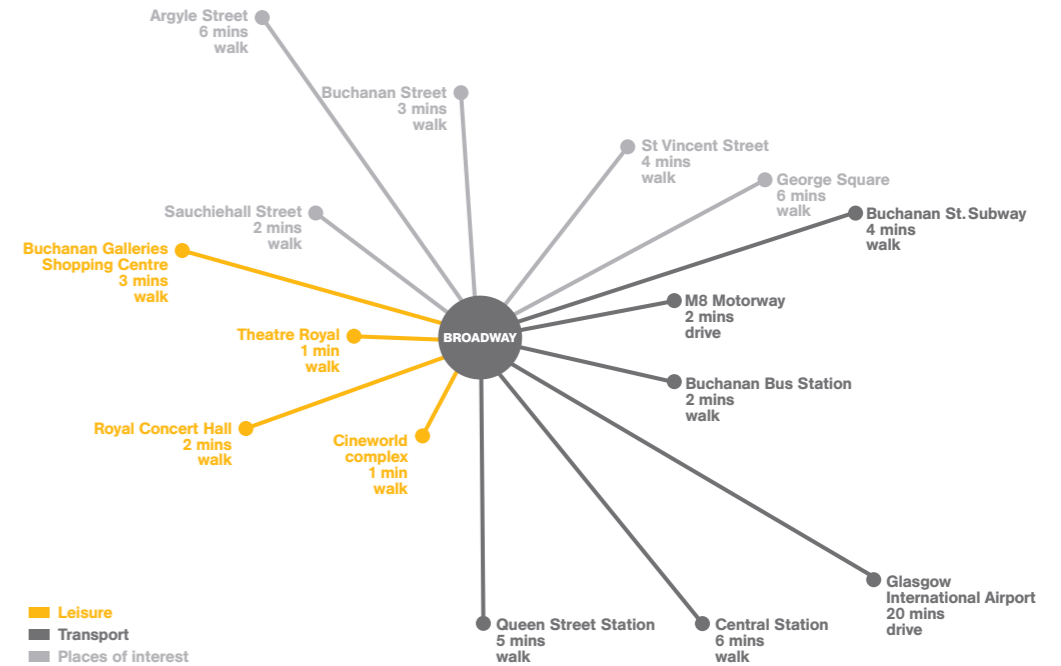 Argyle Street
6 mins
walk
Buchanan Street
3 mins
walk
St Vincent Street
4 mins
walk
George Square
6 mins
walk
Sauchiehall Street
2 mins
walk
Buchanan St. Subway
4 mins
walk
Buchanan Galleries
Shopping Centre
3 mins
walk
M8 Motorway
2 mins
drive
Theatre Royal
1 min
walk
BROADWAY
Buchanan Bus Station
2 mins
walk
Royal Concert Hall
2 mins
walk
Cineworld
complex
1 min
walk
Glasgow
International Airport
20 mins
drive
Queen Street Station
5 mins
walk
Central Station
6 mins
walk
Leisure
Transport
Places of interest